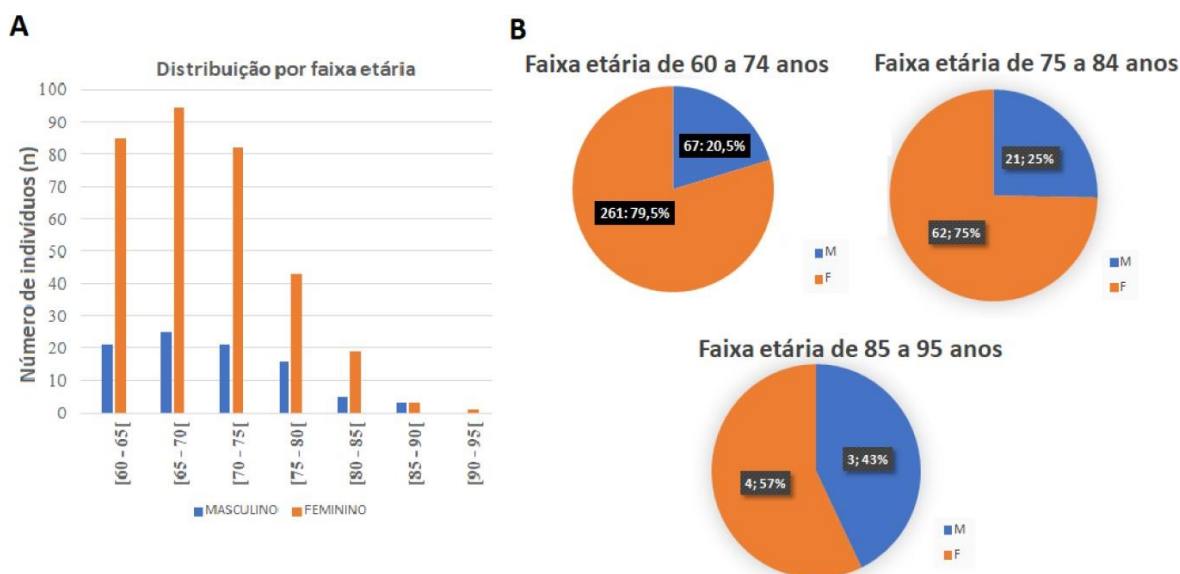 A
Distribuição por faixa etária
Número de indivíduos (n)
100
90
80
70
60
50
40
30
20
10
0
[60 - 65[
[65 - 70[
[70 - 75[
[75 - 80[
[80 - 85[
[85 - 90[
[90 - 95[
MASCULINO FEMININO
B
Faixa etária de 60 a 74 anos
67: 20,5%
261: 79,5%
M
F
Faixa etária de 75 a 84 anos
21; 25%
62; 75%
M
F
Faixa etária de 85 a 95 anos
3; 43%
4; 57%
M
F